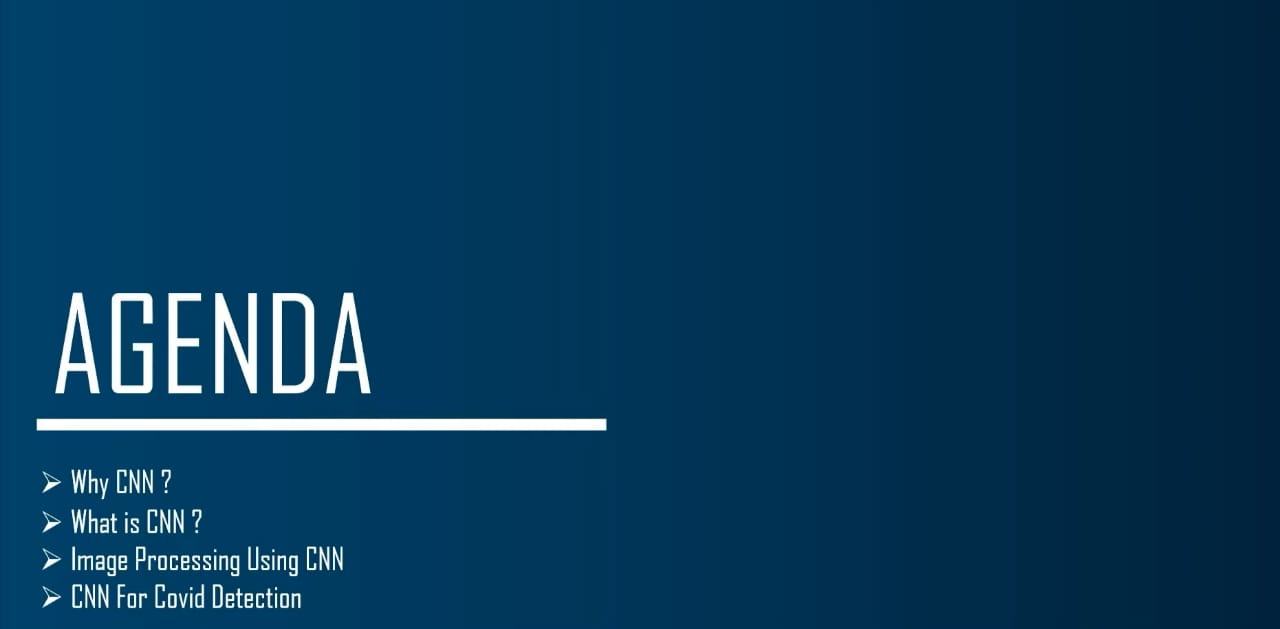 AGENDA
➢ Why CNN ?
➢ What is CNN ?
➢ Image Processing Using CNN
➢ CNN For Covid Detection